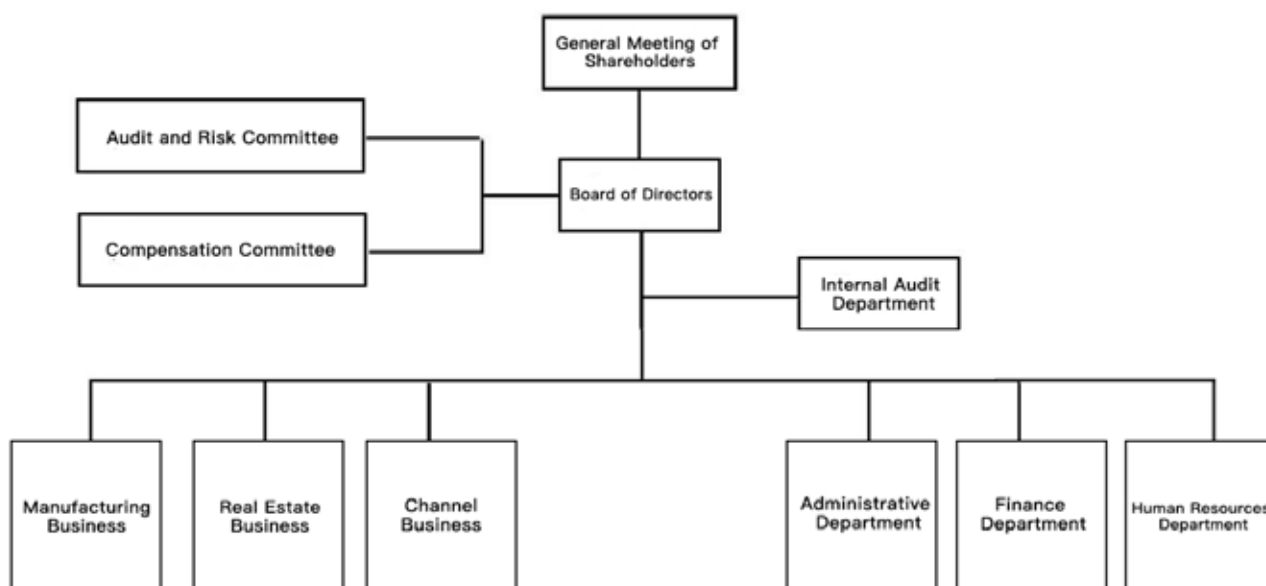 General Meeting of
Shareholders
Audit and Risk Committee
Board of Directors
Compensation Committee
Internal Audit
Department
Manufacturing
Business
Real Estate
Business
Channel
Business
Administrative
Department
Finance
Department
Human Resources
Department